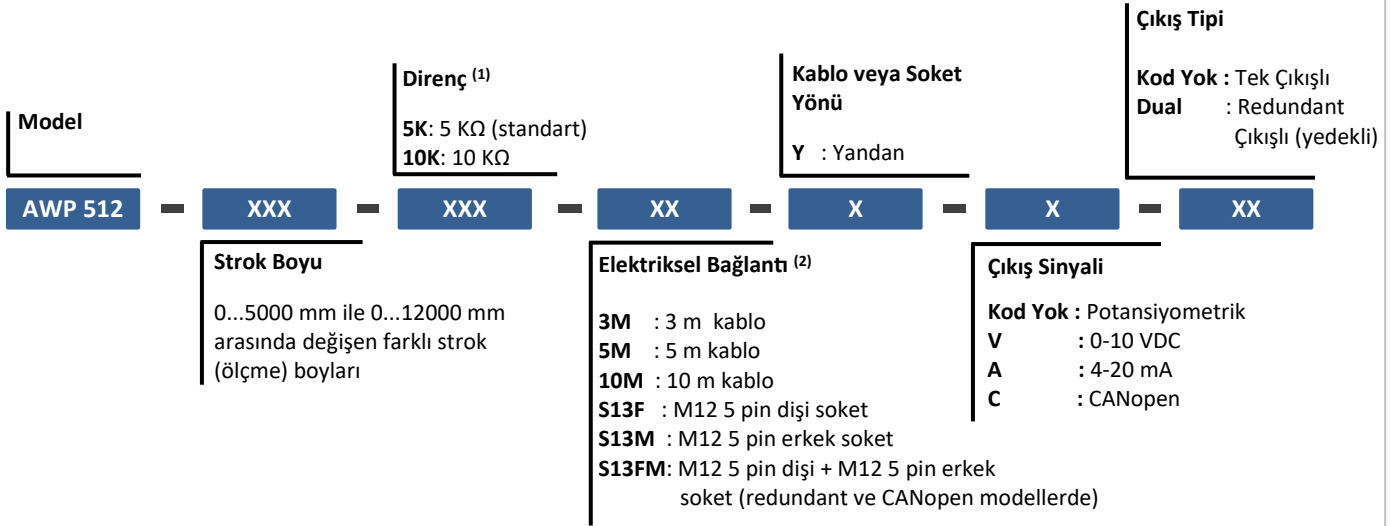 Model
Direnç (1)
5K: 5 KΩ (standart)
10K: 10 KΩ
Kablo veya Soket
Yönü
Y : Yandan
Çıkış Tipi
Kod Yok : Tek Çıkışlı
Dual : Redundant
Çıkışlı (yedekli)
AWP 512 - XXX - XXX - XX - X - X - XX
Strok Boyu
0...5000 mm ile 0...12000 mm
arasında değişen farklı strok
(ölçme) boyları
Elektriksel Bağlantı (2)
3M : 3 m kablo
5M : 5 m kablo
10M : 10 m kablo
S13F : M12 5 pin dişi soket
S13M : M12 5 pin erkek soket
S13FM: M12 5 pin dişi + M12 5 pin erkek
soket (redundant ve CANopen modellerde)
Çıkış Sinyali
Kod Yok : Potansiyometrik
V : 0-10 VDC
A : 4-20 mA
C : CANopen